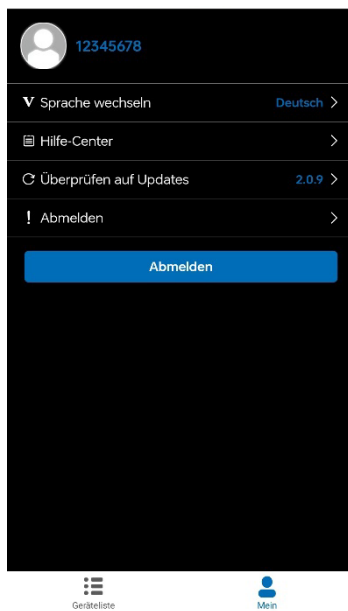 12345678
V Sprache wechseln Deutsch >
Hilfe-Center >
Überprüfen auf Updates 2.0.9 >
! Abmelden >
Abmelden
Geräteliste Mein